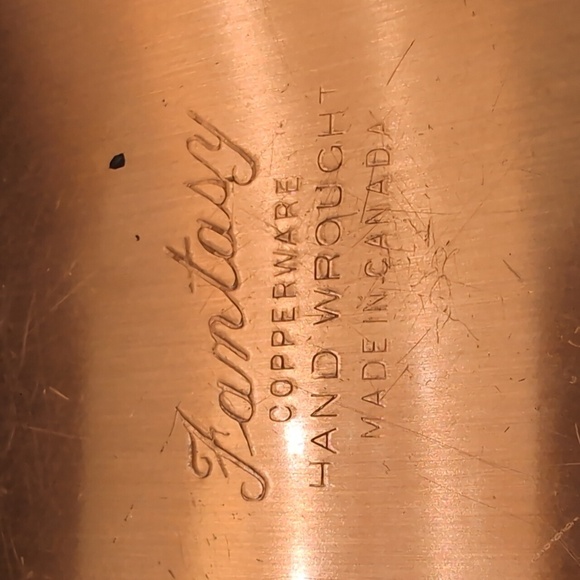 Fantasy
COPPERWARE
HAND WROUGHT
MADE IN CANADA